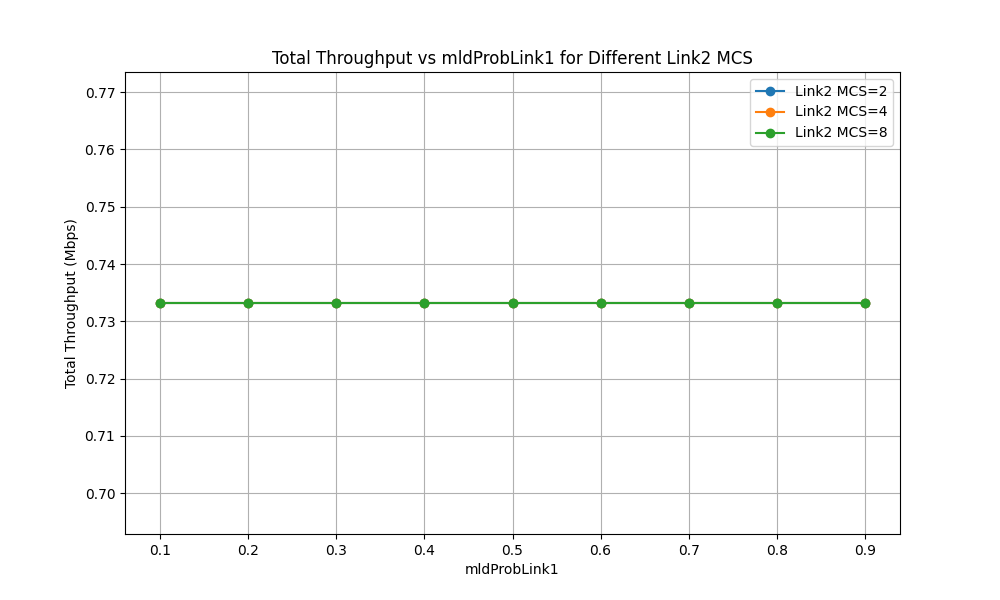 Total Throughput vs mldProbLink1 for Different Link2 MCS
Link2 MCS=2
Link2 MCS=4
Link2 MCS=8
Total Throughput (Mbps)
0.77
0.76
0.75
0.74
0.73
0.72
0.71
0.70
0.1 0.2 0.3 0.4 0.5 0.6 0.7 0.8 0.9
mldProbLink1